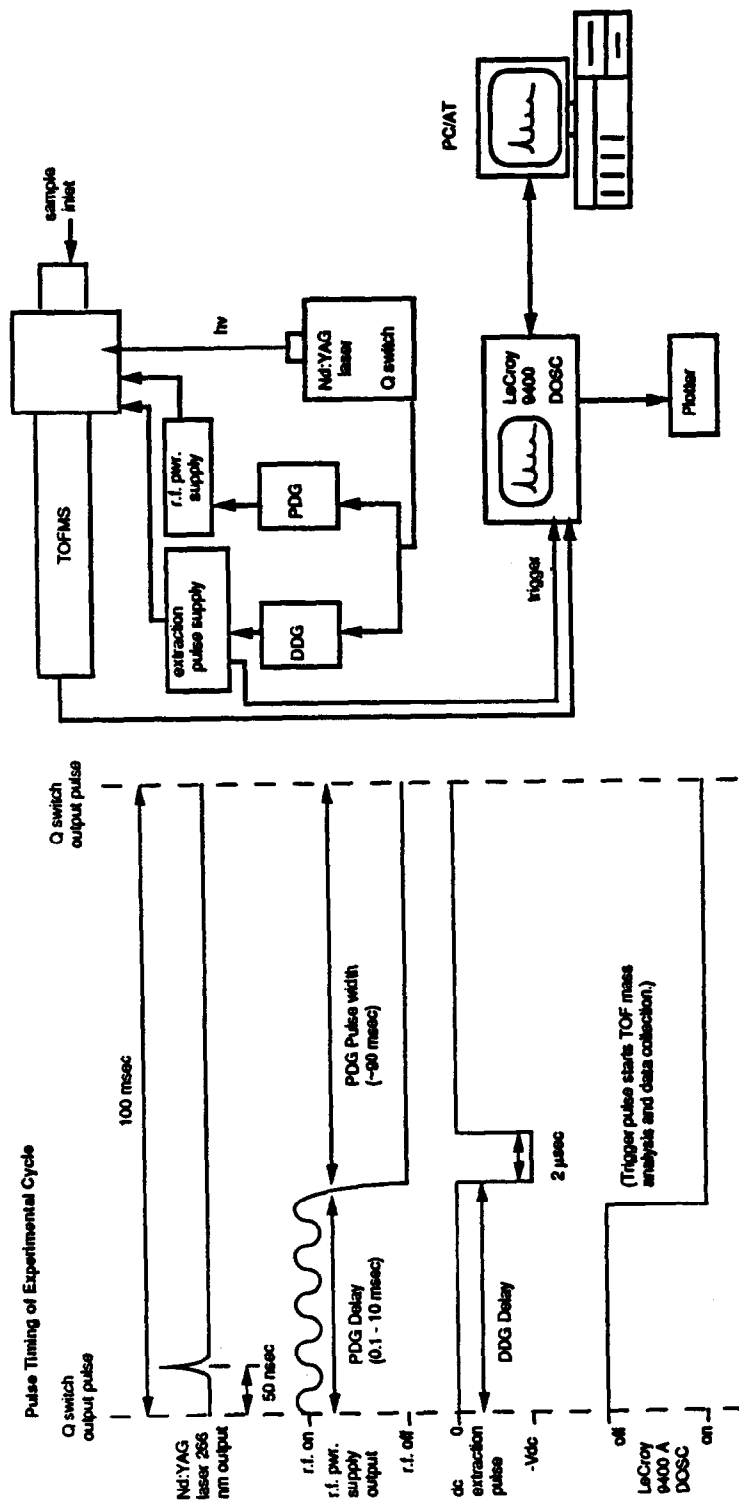 Pulse Timing of Experimental Cycle
Q switch
output pulse
Q switch
output pulse
100 msec
Nd:YAG
laser 266
nm output
50 nsec
r.f. on
r.f. pwr.
supply
output
r.f. off
PDG Delay
(0.1 - 10 msec)
PDG Pulse width
(~90 msec)
0
dc
extraction
pulse
-Vdc
DDG Delay
2 µsec
off
LeCroy
9400 A
DOSC
on
(Trigger pulse starts TOF mass
analysis and data collection.)
TOFMS
sample
inlet
extraction
pulse supply
r.f. pwr.
supply
hv
DDG
PDG
Nd:YAG
laser
Q switch
trigger
LeCroy
9400
DOSC
PC/AT
Plotter